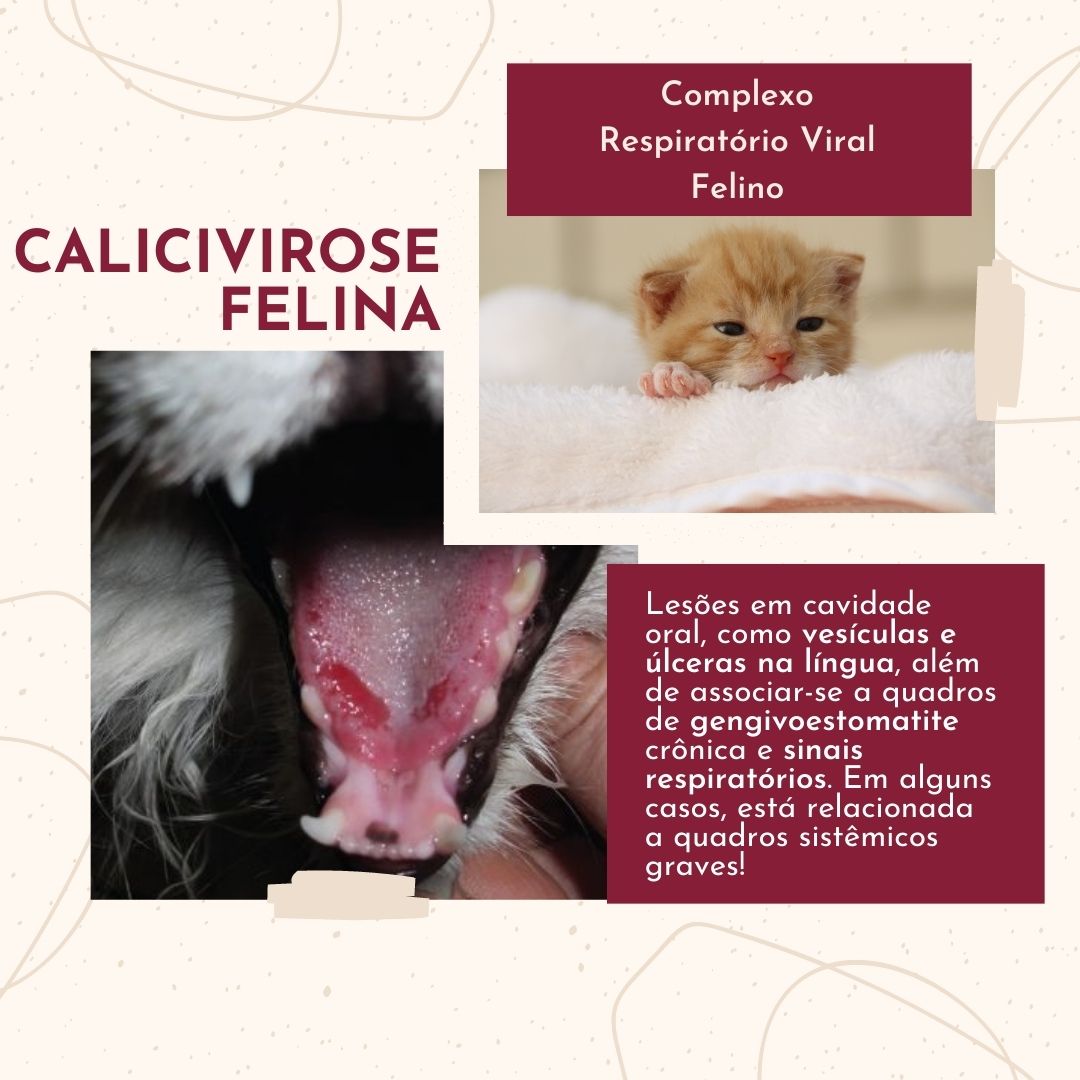 Complexo
Respiratório Viral
Felino
CALICIVIROSE
FELINA
Lesões em cavidade
oral, como vesículas e
úlceras na língua, além
de associar-se a quadros
de gengivoestomatite
crônica e sinais
respiratórios. Em alguns
casos, está relacionada
a quadros sistêmicos
graves!